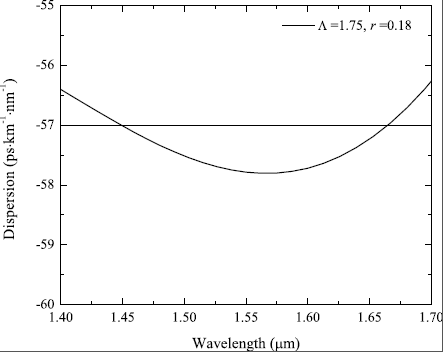 -55
Λ =1.75, r =0.18
-56
-57
-58
-59
-60
Dispersion (ps·km⁻¹·nm⁻¹)
1.40 1.45 1.50 1.55 1.60 1.65 1.70
Wavelength (μm)